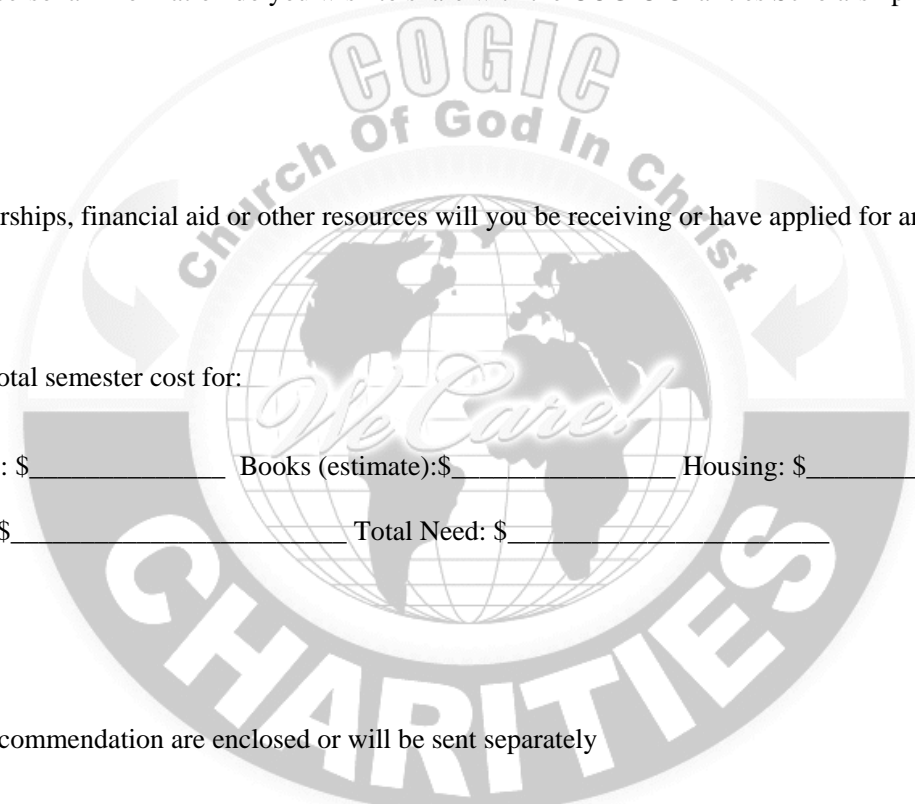 COGIC
Church Of God In Christ
rships, financial aid or other resources will you be receiving or have applied for
otal semester cost for:
We Care!
: $______________ Books (estimate):$________________ Housing: $________
$________________________ Total Need: $_______________________
CHARITIES
commendation are enclosed or will be sent separately